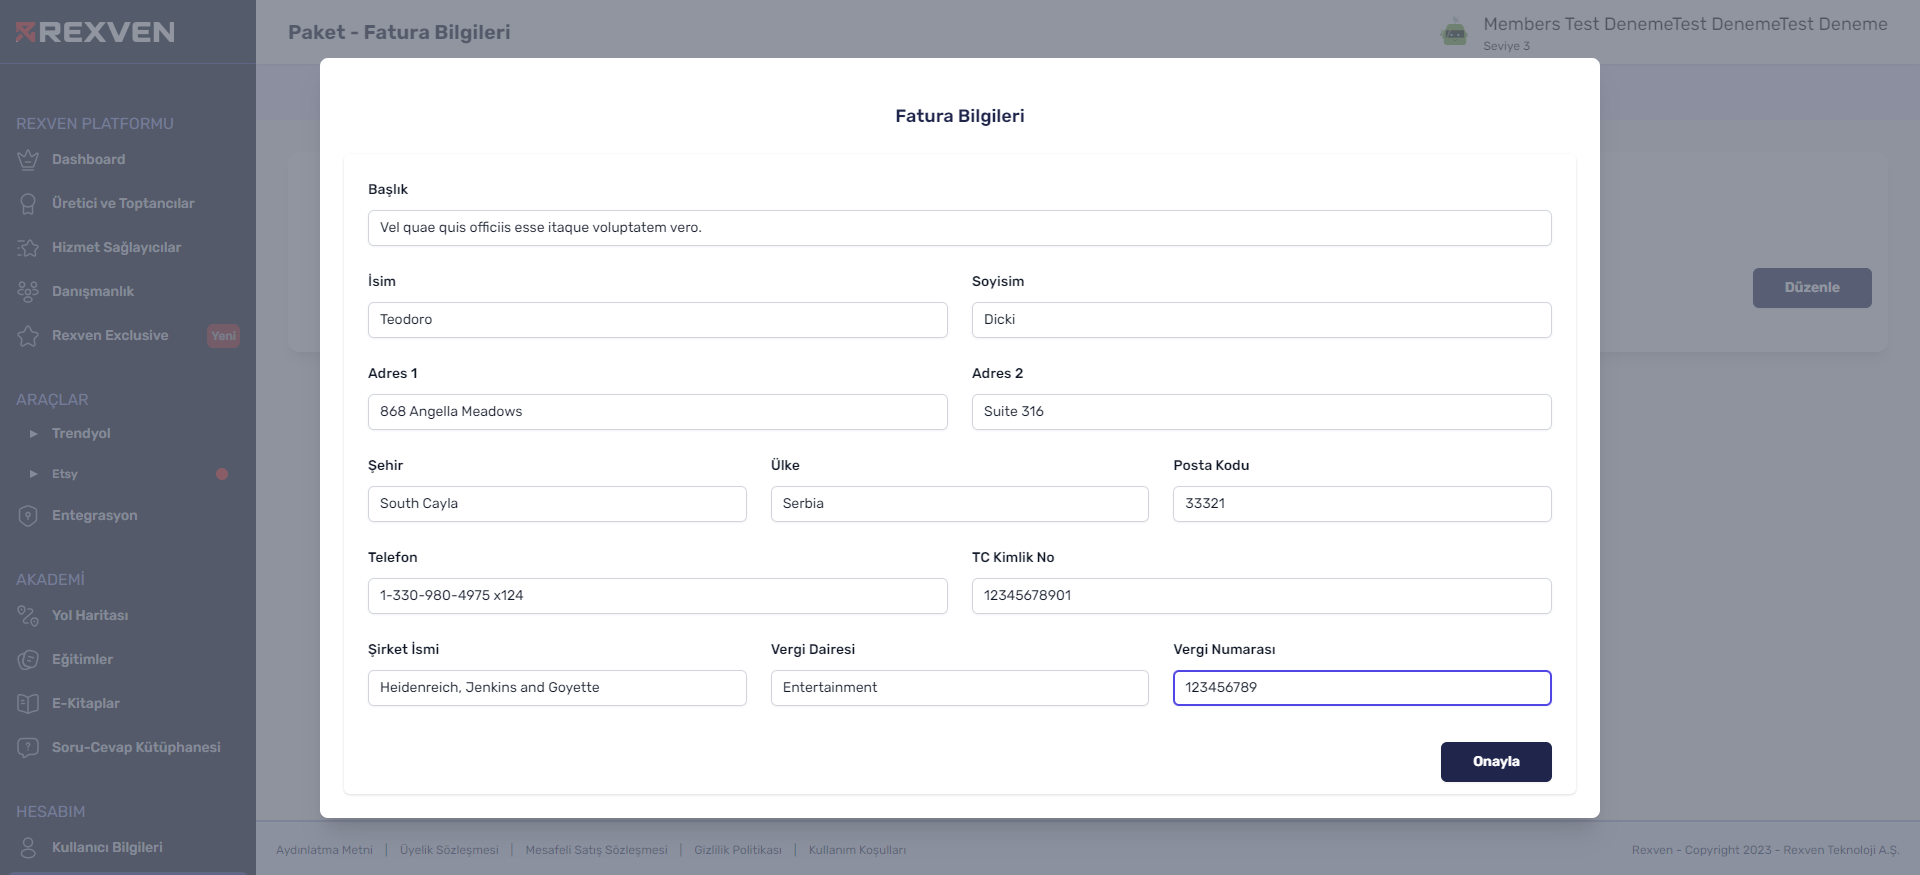 REXVEN
Paket - Fatura Bilgileri
Members Test DenemeTest DenemeTest Deneme
Seviye 3
REXVEN PLATFORMU
Dashboard
Üretici ve Toptancılar
Hizmet Sağlayıcılar
Danışmanlık
Rexven Exclusive
Yeni
ARAÇLAR
Trendyol
Etsy
Entegrasyon
AKADEMİ
Yol Haritası
Eğitimler
E-Kitaplar
Soru-Cevap Kütüphanesi
HESABIM
Kullanıcı Bilgileri
Fatura Bilgileri
Başlık
Vel quae quis officiis esse itaque voluptatem vero.
İsim
Soyisim
Teodoro
Dicki
Adres 1
Adres 2
868 Angella Meadows
Suite 316
Şehir
Ülke
Posta Kodu
South Cayla
Serbia
33321
Telefon
TC Kimlik No
1-330-980-4975 x124
12345678901
Şirket İsmi
Vergi Dairesi
Vergi Numarası
Heidenreich, Jenkins and Goyette
Entertainment
123456789
Onayla
Düzenle
Aydınlatma Metni | Üyelik Sözleşmesi | Mesafeli Satış Sözleşmesi | Gizlilik Politikası | Kullanım Koşulları
Rexven - Copyright 2023 - Rexven Teknoloji A.Ş.